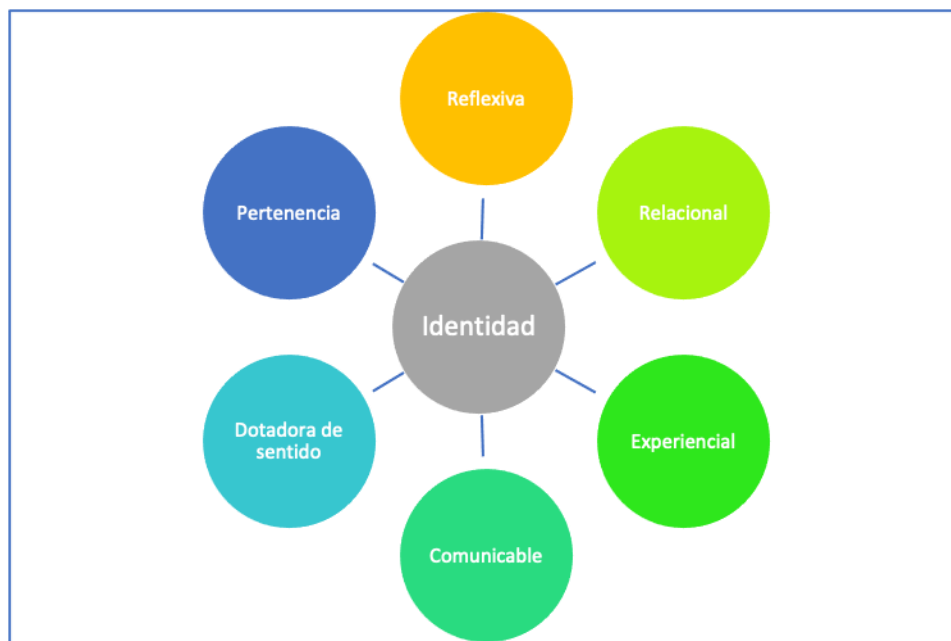 Reflexiva
Pertenencia
Relacional
Identidad
Dotadora de
sentido
Experiencial
Comunicable